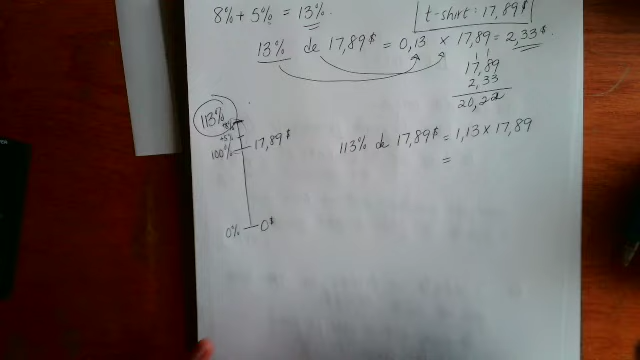 8% + 5% = 13%.
t-shirt : 17,89$
13% de 17,89$ = 0,13 x 17,89 = 2,33$
1 1
17,89
2,33
20,22
113%
8%
5%
100% 17,89$
0% 0$
113% de 17,89$ = 1,13 x 17,89
=